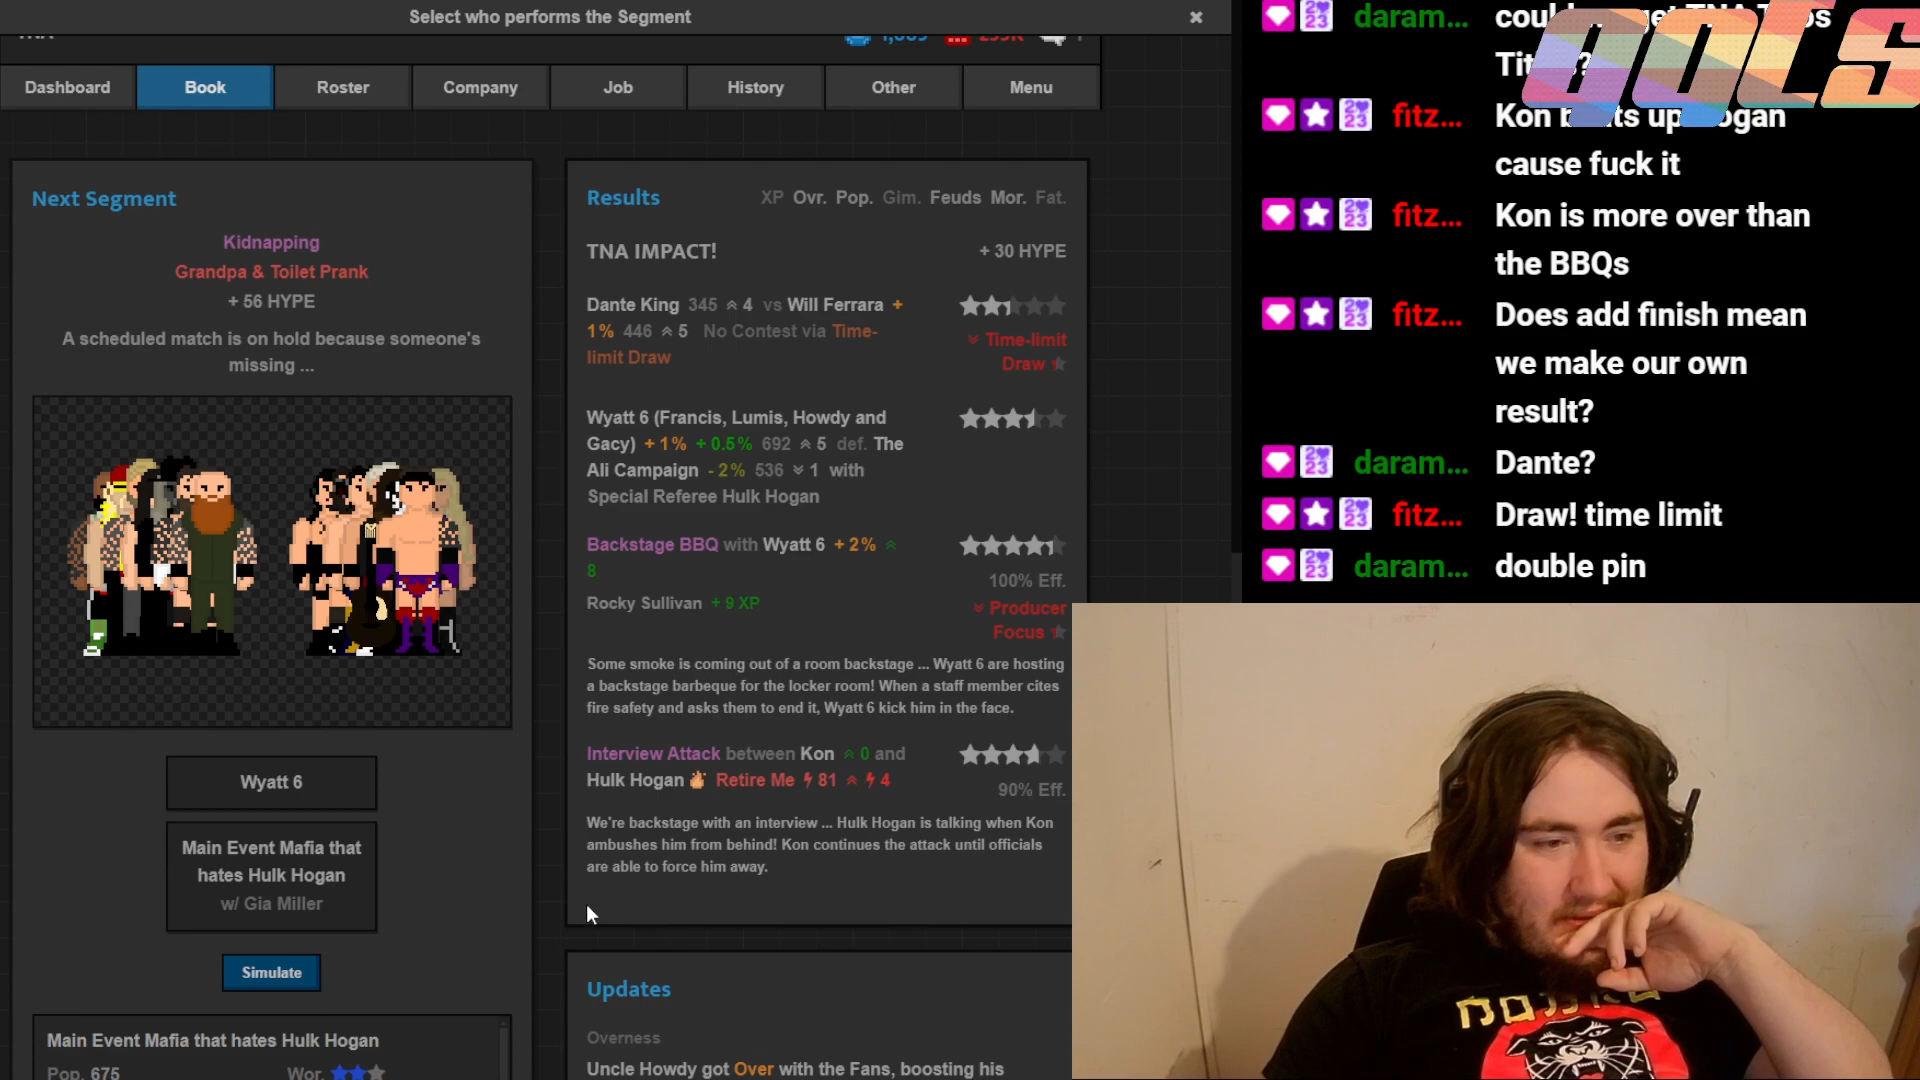 Select who performs the Segment
Dashboard
Book
Roster
Company
Job
History
Other
Menu
Next Segment
Kidnapping
Grandpa & Toilet Prank
+ 56 HYPE
A scheduled match is on hold because someone's
missing ...
Wyatt 6
Main Event Mafia that
hates Hulk Hogan
w/ Gia Miller
Simulate
Main Event Mafia that hates Hulk Hogan
Pop. 675
Wor.
Results
XP Ovr. Pop. Gim. Feuds Mor. Fat.
TNA IMPACT!
+ 30 HYPE
Dante King 345 4 vs Will Ferrara +
1% 446 5 No Contest via Time-
limit Draw
Time-limit
Draw
Wyatt 6 (Francis, Lumis, Howdy and
Gacy) + 1% + 0.5% 692 5 def. The
Ali Campaign - 2% 536 1 with
Special Referee Hulk Hogan
Backstage BBQ with Wyatt 6 + 2%
8
100% Eff.
Rocky Sullivan + 9 XP
Producer
Focus
Some smoke is coming out of a room backstage ... Wyatt 6 are hosting
a backstage barbeque for the locker room! When a staff member cites
fire safety and asks them to end it, Wyatt 6 kick him in the face.
Interview Attack between Kon 0 and
Hulk Hogan Retire Me 81 4
90% Eff.
We're backstage with an interview ... Hulk Hogan is talking when Kon
ambushes him from behind! Kon continues the attack until officials
are able to force him away.
Updates
Overness
Uncle Howdy got Over with the Fans, boosting his
daram...
fitz... Kon
cause fuck it
fitz... Kon is more over than
the BBQs
fitz... Does add finish mean
we make our own
result?
daram... Dante?
fitz... Draw! time limit
daram... double pin